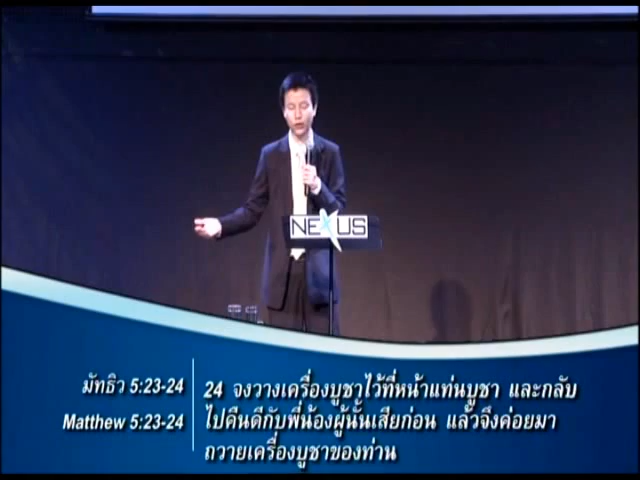 NEXUS
มัทธิว 5:23-24
Matthew 5:23-24
24 จงวางเครื่องบูชาไว้ที่หน้าแท่นบูชา และกลับ
ไปคืนดีกับพี่น้องผู้นั้นเสียก่อน แล้วจึงค่อยมา
ถวายเครื่องบูชาของท่าน